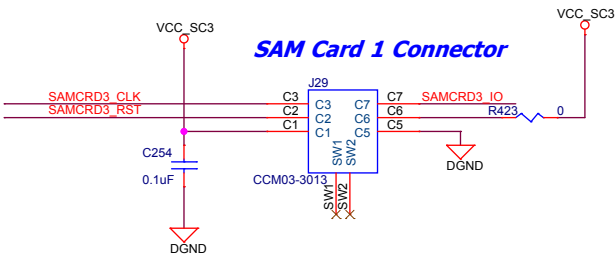 VCC_SC3
VCC_SC3
SAM Card 1 Connector
J29
SAMCRD3_CLK C3 C3 C7 C7 SAMCRD3_IO
SAMCRD3_RST C2 C2 C6 C6 R423 0
C1 C1 C5 C5
C254
0.1uF
SW1
SW2
DGND
CCM03-3013
SW1
SW2
DGND